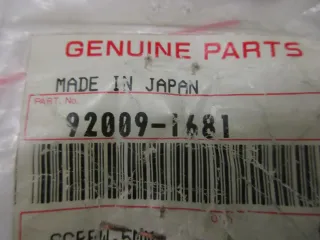 GENUINE PARTS
MADE IN JAPAN
PART. No.
92009-1681